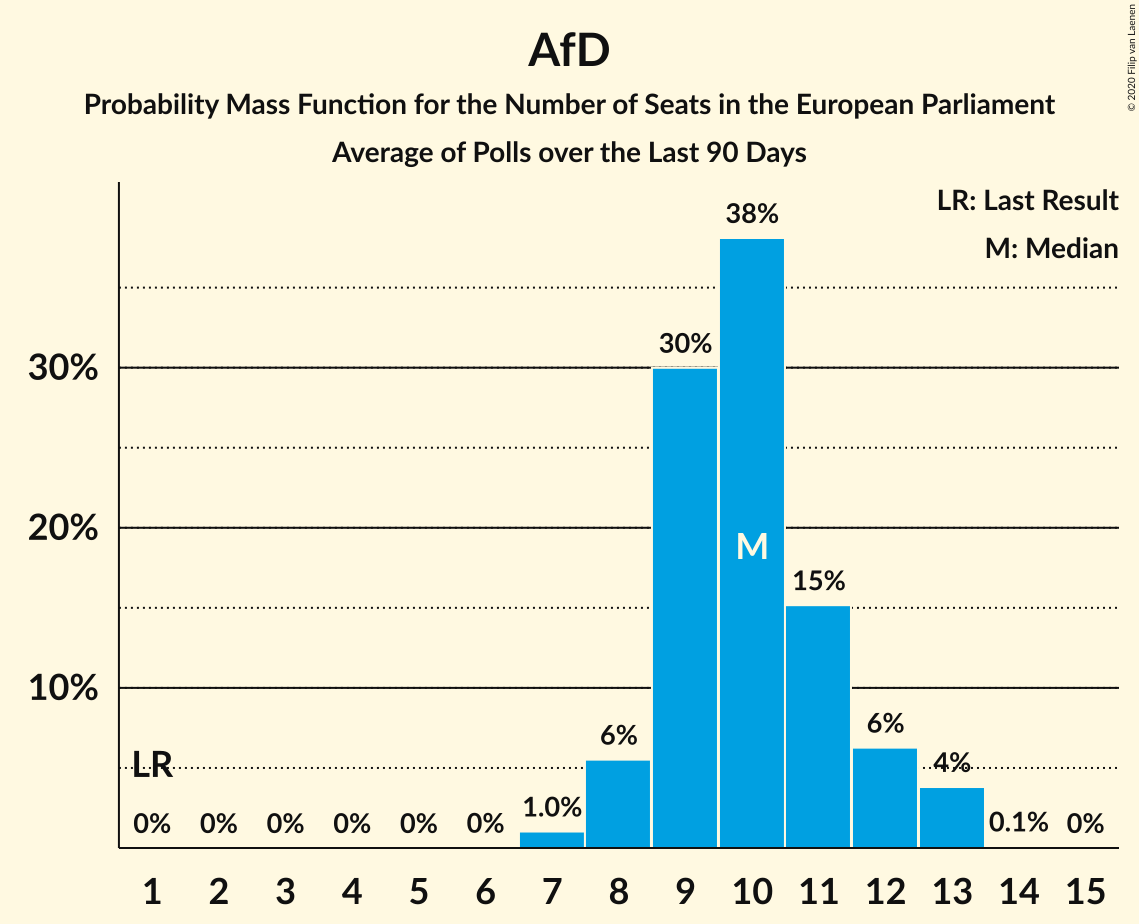 AfD
Probability Mass Function for the Number of Seats in the European Parliament
Average of Polls over the Last 90 Days
© 2020 Filip van Laenen
LR: Last Result
M: Median
38%
30%
30%
20%
M
15%
10%
6%
6%
LR
4%
1.0%
0% 0% 0% 0% 0% 0% 0.1% 0%
1 2 3 4 5 6 7 8 9 10 11 12 13 14 15